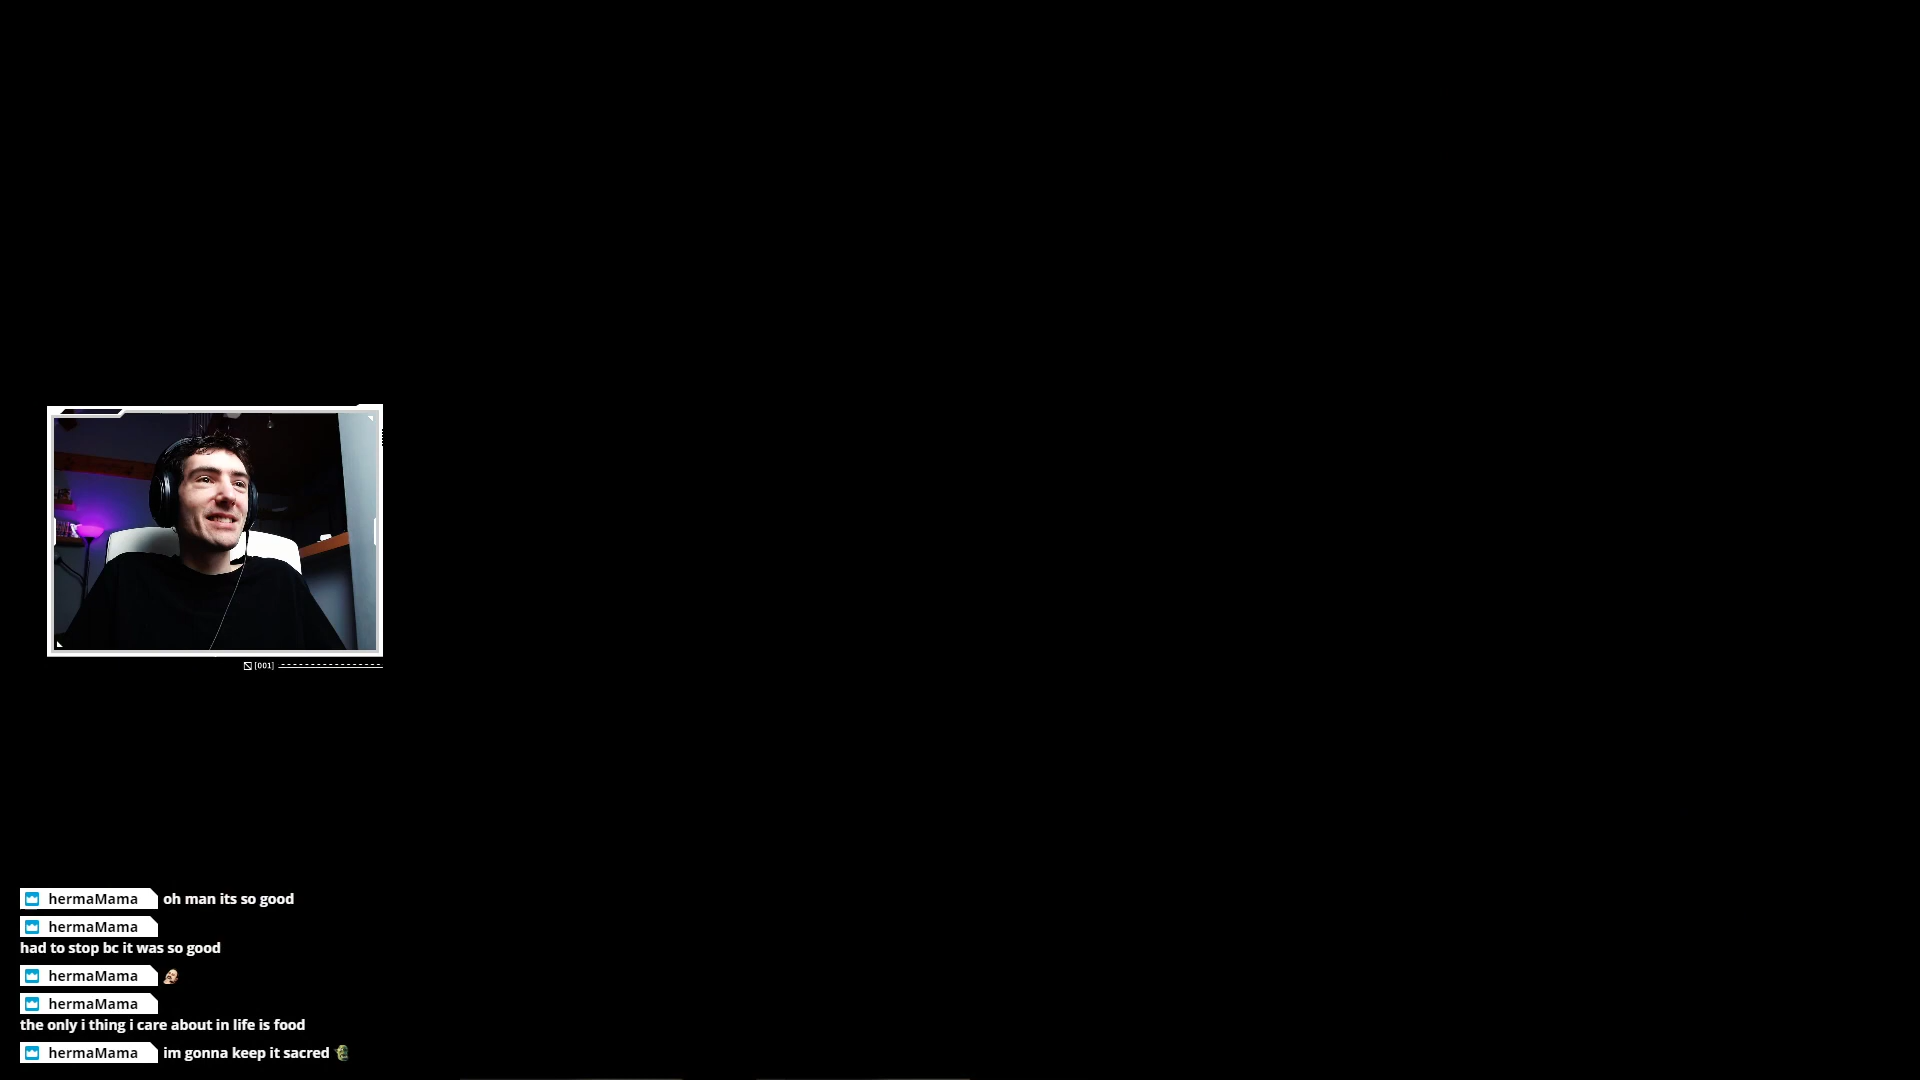 [001]
hermaMama oh man its so good
hermaMama
had to stop bc it was so good
hermaMama
hermaMama
the only i thing i care about in life is food
hermaMama im gonna keep it sacred